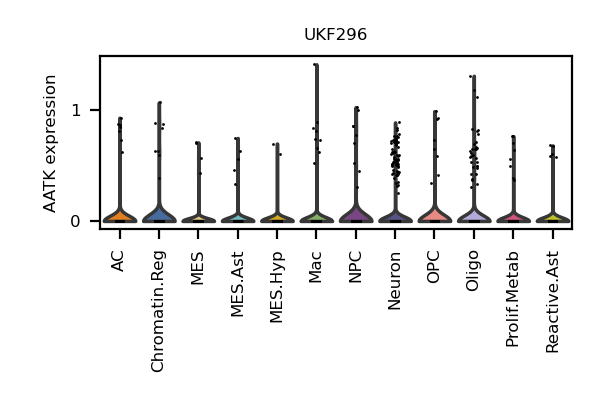 UKF296
AATK expression
1
0
AC
Chromatin.Reg
MES
MES.Ast
MES.Hyp
Mac
NPC
Neuron
OPC
Oligo
Prolif.Metab
Reactive.Ast